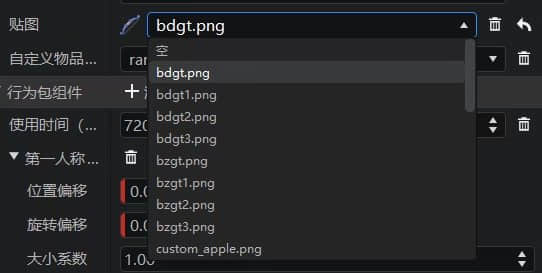 贴图 bdgt.png
空
自定义物品... ran
bdgt.png
行为包组件
bdgt1.png
bdgt2.png
使用时间（... 720
bdgt3.png
第一人称...
bzgt.png
bzgt1.png
位置偏移 0.0
bzgt2.png
旋转偏移 0.0
bzgt3.png
大小系数 1.00
custom_apple.png